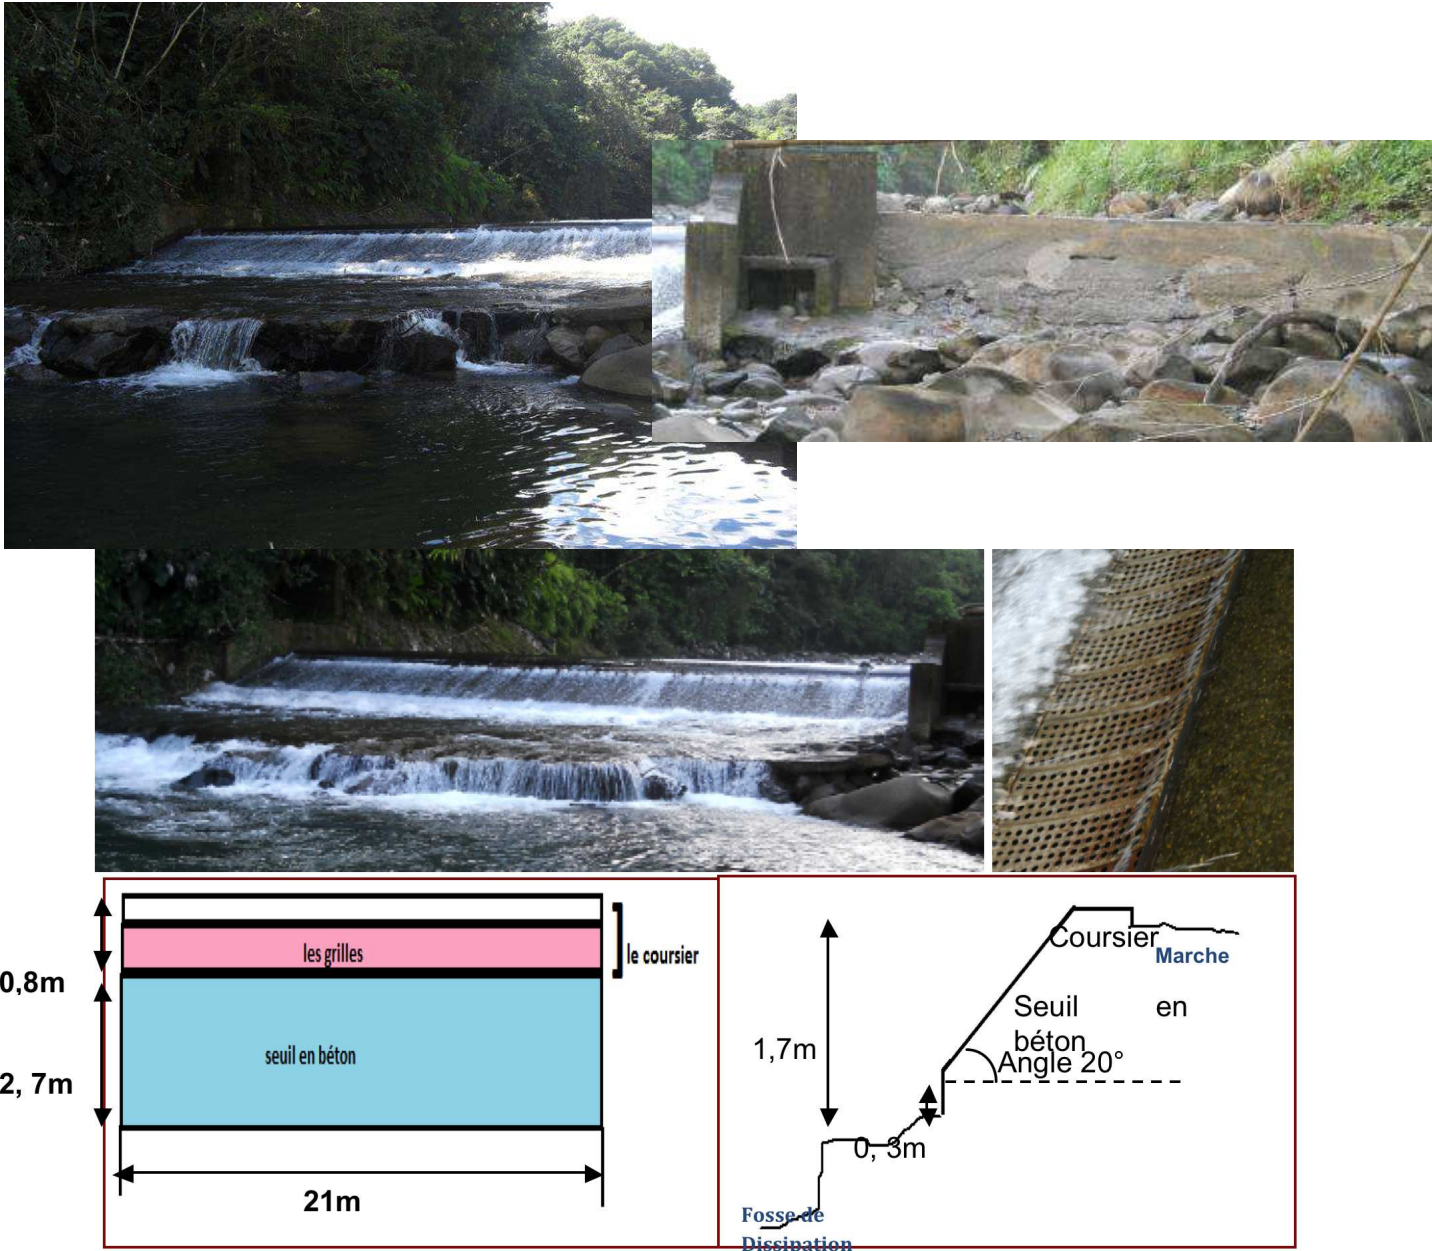 les grilles
le coursier
0,8m
seuil en béton
2, 7m
21m
Coursier
Marche
Seuil en
béton
1,7m
Angle 20°
0, 3m
Fosse de
Dissipation